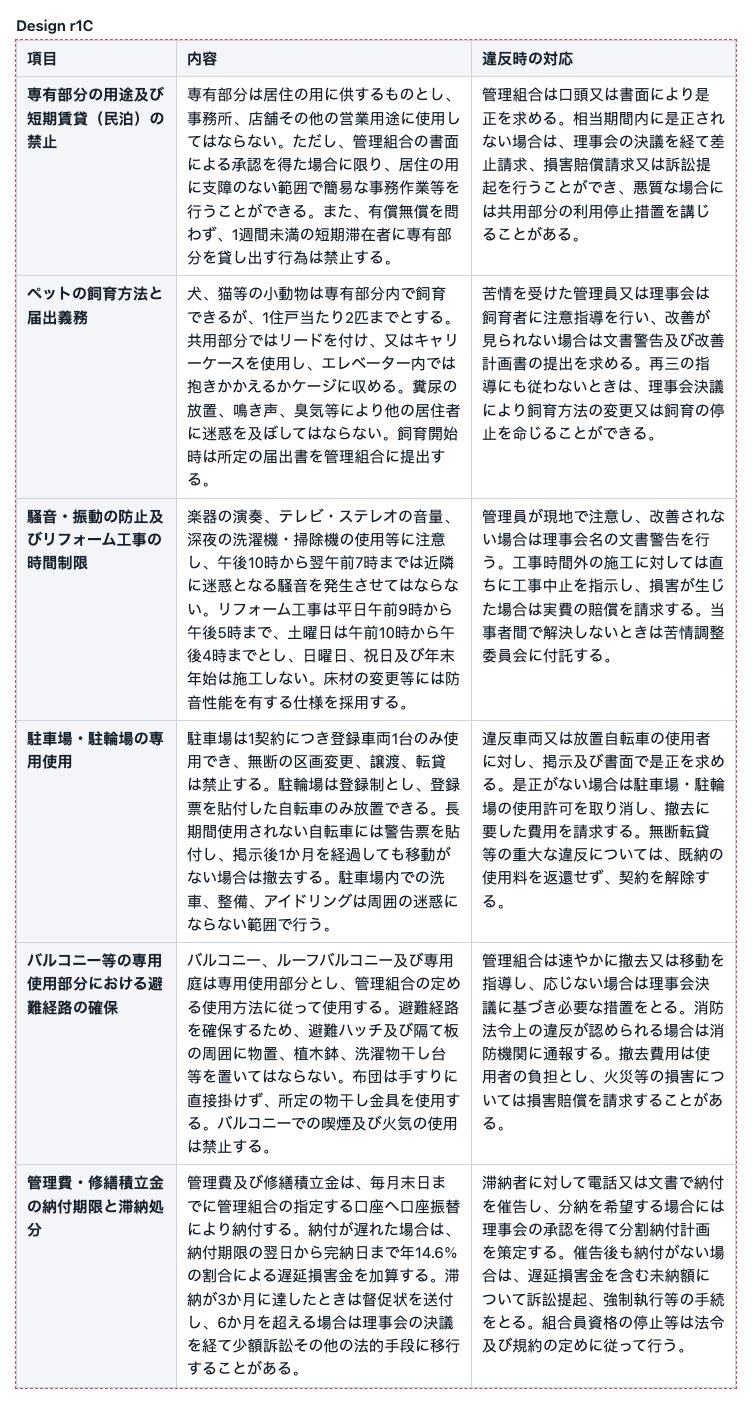 Design r1C
項目
内容
違反時の対応
専有部分の用途及び
短期賃貸（民泊）の
禁止
専有部分は居住の用に供するものとし、
事務所、店舗その他の営業用途に使用し
てはならない。ただし、管理組合の書面
による承認を得た場合に限り、居住の用
に支障のない範囲で簡易な事務作業等を
行うことができる。また、有償無償を問
わず、1週間未満の短期滞在者に専有部
分を貸し出す行為は禁止する。
管理組合は口頭又は書面により是
正を求める。相当期間内に是正され
ない場合は、理事会の決議を経て差
止請求、損害賠償請求又は訴訟提
起を行うことができ、悪質な場合に
は共用部分の利用停止措置を講じ
ることがある。
ペットの飼育方法と
届出義務
犬、猫等の小動物は専有部分内で飼育
できるが、1住戸当たり2匹までとする。
共用部分ではリードを付け、又はキャリ
ーケースを使用し、エレベーター内では
抱きかかえるかケージに収める。糞尿の
放置、鳴き声、臭気等により他の居住者
に迷惑を及ぼしてはならない。飼育開始
時は所定の届出書を管理組合に提出す
る。
苦情を受けた管理員又は理事会は
飼育者に注意指導を行い、改善が
見られない場合は文書警告及び改善
計画書の提出を求める。再三の指
導にも従わないときは、理事会決議
により飼育方法の変更又は飼育の停
止を命じることができる。
騒音・振動の防止及
びリフォーム工事の
時間制限
楽器の演奏、テレビ・ステレオの音量、
深夜の洗濯機・掃除機の使用等に注意
し、午後10時から翌午前7時までは近隣
に迷惑となる騒音を発生させてはならな
い。リフォーム工事は平日午前9時から
午後5時まで、土曜日は午前10時から午
後4時までとし、日曜日、祝日及び年末
年始は施工しない。床材の変更等には防
音性能を有する仕様を採用する。
管理員が現地で注意し、改善されな
い場合は理事会名の文書警告を行
う。工事時間外の施工に対しては直
ちに工事中止を指示し、損害が生じ
た場合は実費の賠償を請求する。当
事者間で解決しないときは苦情調整
委員会に付託する。
駐車場・駐輪場の専
用使用
駐車場は1契約につき登録車両1台のみ使
用でき、無断の区画変更、譲渡、転貸
は禁止する。駐輪場は登録制とし、登録
票を貼付した自転車のみ放置できる。長
期間使用されない自転車には警告票を貼
付し、掲示後1か月を経過しても移動が
ない場合は撤去する。駐車場内での洗
車、整備、アイドリングは周囲の迷惑に
ならない範囲で行う。
違反車両又は放置自転車の使用者
に対し、掲示及び書面で是正を求め
る。是正がない場合は駐車場・駐輪
場の使用許可を取り消し、撤去に
要した費用を請求する。無断転貸
等の重大な違反については、既納の
使用料を返還せず、契約を解除す
る。
バルコニー等の専用
使用部分における避
難経路の確保
バルコニー、ルーフバルコニー及び専用
庭は専用使用部分とし、管理組合の定め
る使用方法に従って使用する。避難経路
を確保するため、避難ハッチ及び隔て板
の周囲に物置、植木鉢、洗濯物干し台
等を置いてはならない。布団は手すりに
直接掛けず、所定の物干し金具を使用す
る。バルコニーでの喫煙及び火気の使用
は禁止する。
管理組合は速やかに撤去又は移動を
指導し、応じない場合は理事会決
議に基づき必要な措置をとる。消防
法令上の違反が認められる場合は消
防機関に通報する。撤去費用は使
用者の負担とし、火災等の損害につ
いては損害賠償を請求することがあ
る。
管理費・修繕積立金
の納付期限と滞納処
分
管理費及び修繕積立金は、毎月末日ま
でに管理組合の指定する口座へ口座振替
により納付する。納付が遅れた場合は、
納付期限の翌日から完納日まで年14.6%
の割合による遅延損害金を加算する。滞
納が3か月に達したときは督促状を送付
し、6か月を超える場合は理事会の決議
を経て少額訴訟その他の法的手段に移行
することがある。
滞納者に対して電話又は文書で納付
を催告し、分納を希望する場合には
理事会の承認を得て分割納付計画
を策定する。催告後も納付がない場
合は、遅延損害金を含む未納額に
ついて訴訟提起、強制執行等の手続
をとる。組合員資格の停止等は法令
及び規約の定めに従って行う。